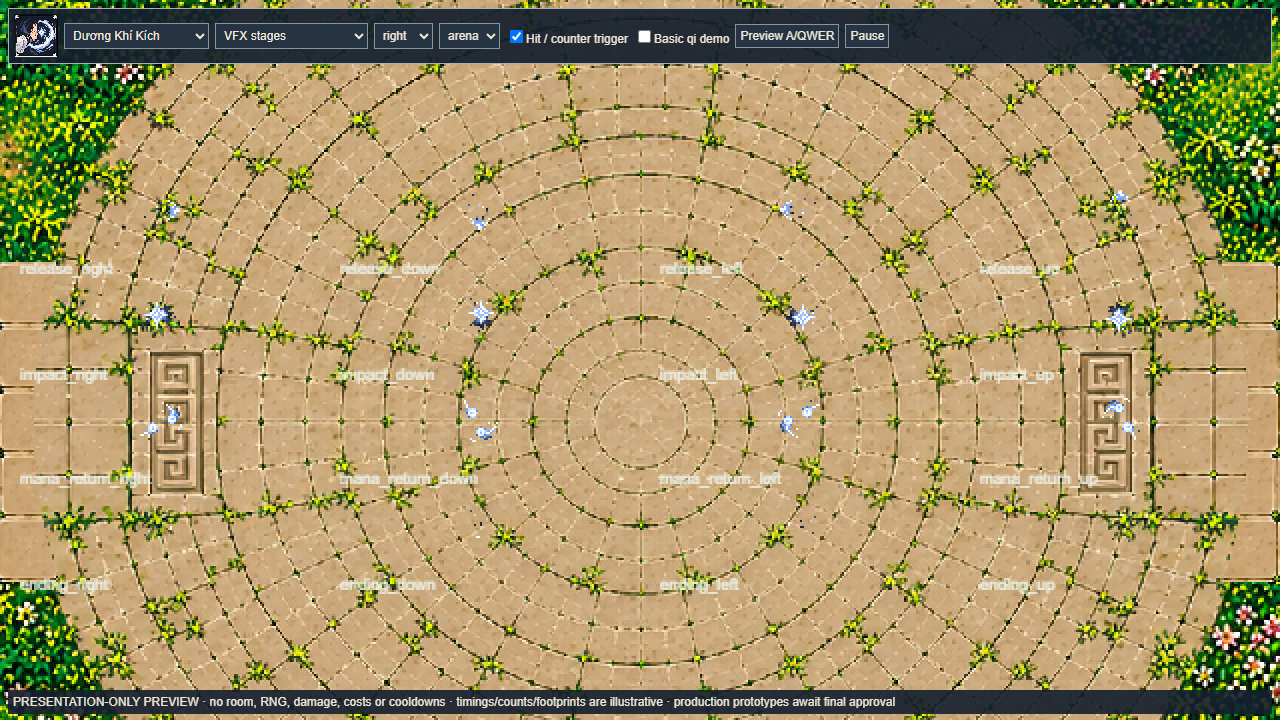 Dương Khí Kích VFX stages right arena Hit / counter trigger Basic qi demo Preview A/QWER Pause
release_right release_down release_left release_up
impact_right impact_down impact_left impact_up
mana_return_right mana_return_down mana_return_left mana_return_up
ending_right ending_down ending_left ending_up
PRESENTATION-ONLY PREVIEW · no room, RNG, damage, costs or cooldowns · timings/counts/footprints are illustrative · production prototypes await final approval